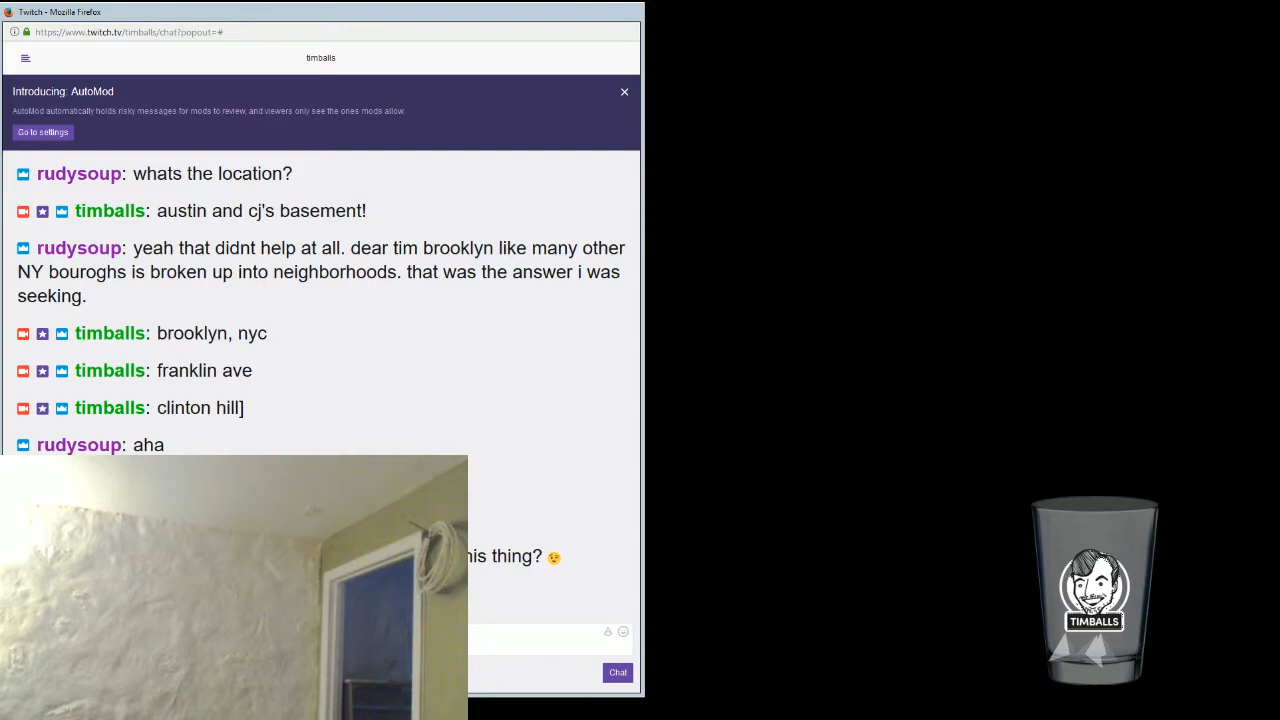 Twitch - Mozilla Firefox
https://www.twitch.tv/timballs/chat?popout=#
timballs
Introducing: AutoMod
AutoMod automatically holds risky messages for mods to review, and viewers only see the ones mods allow.
Go to settings
rudysoup: whats the location?
timballs: austin and cj's basement!
rudysoup: yeah that didnt help at all. dear tim brooklyn like many other
NY bouroghs is broken up into neighborhoods. that was the answer i was
seeking.
timballs: brooklyn, nyc
timballs: franklin ave
timballs: clinton hill]
rudysoup: aha
thing? 😉
Chat
TIMBALLS